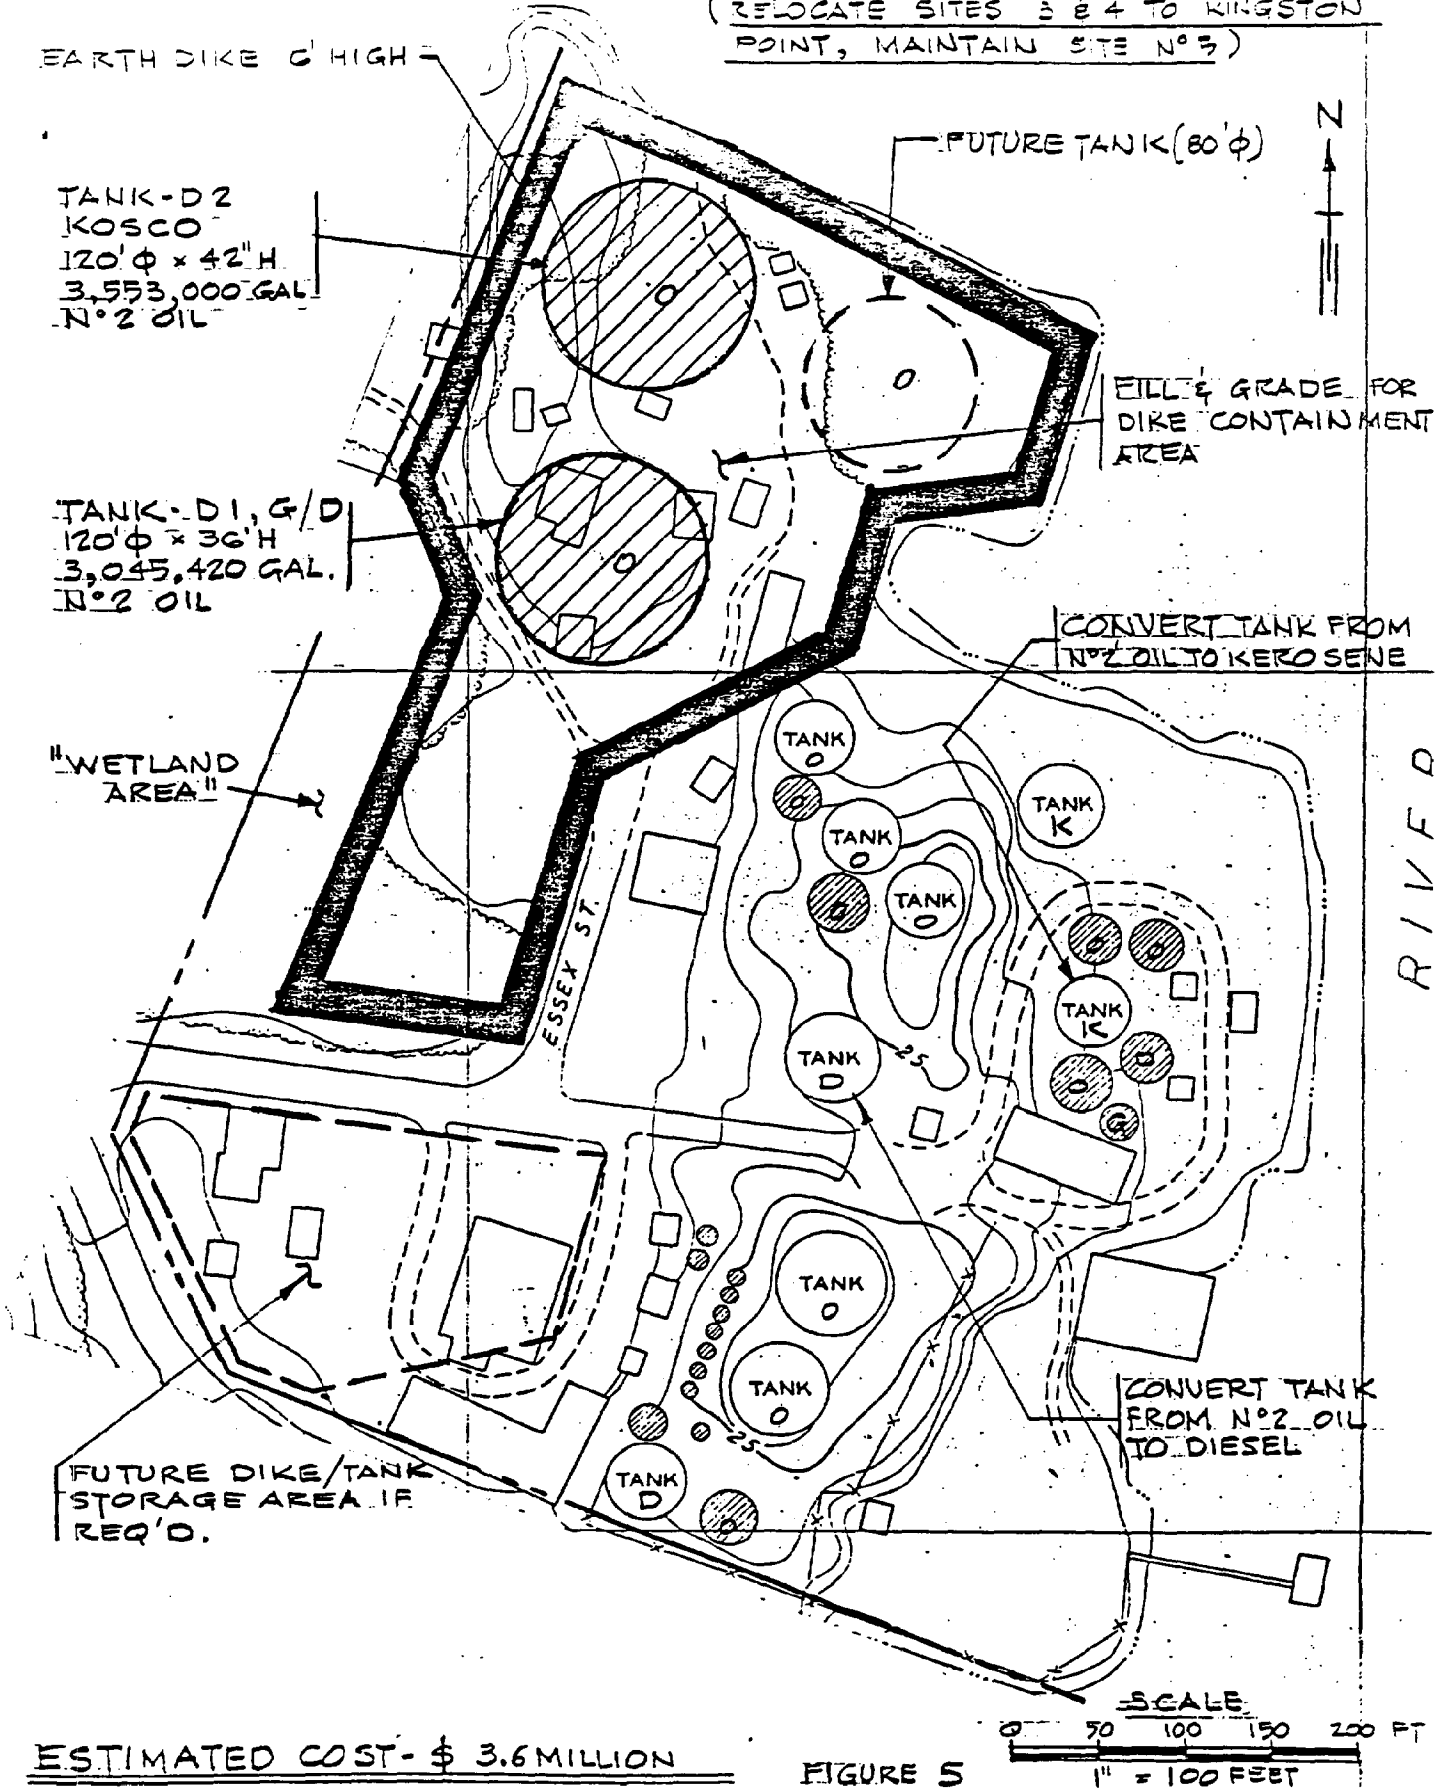 (RELOCATE SITES 3 & 4 TO KINGSTON
POINT, MAINTAIN SITE Nº 5)
EARTH DIKE 6' HIGH
N
FUTURE TANK (80'φ)
TANK-D2
KOSCO
120'φ x 42"H
3,553,000 GAL
Nº2 OIL
O
O
FILL & GRADE FOR
DIKE CONTAINMENT
AREA
TANK-D1, G/D
120'φ x 36'H
3,045,420 GAL.
Nº2 OIL
O
CONVERT TANK FROM
Nº2 OIL TO KEROSENE
"WETLAND
AREA"
RIVER
TANK
O
O
TANK
K
TANK
O
O
TANK
O
O
O
TANK
K
ESSEX ST.
TANK
D
25
O
D
G
TANK
O
TANK
O
25
CONVERT TANK
FROM Nº2 OIL
TO DIESEL
TANK
D
O
FUTURE DIKE/TANK
STORAGE AREA IF
REQ'D.
SCALE
0 50 100 150 200 FT
1" = 100 FEET
ESTIMATED COST-$ 3.6 MILLION
FIGURE 5